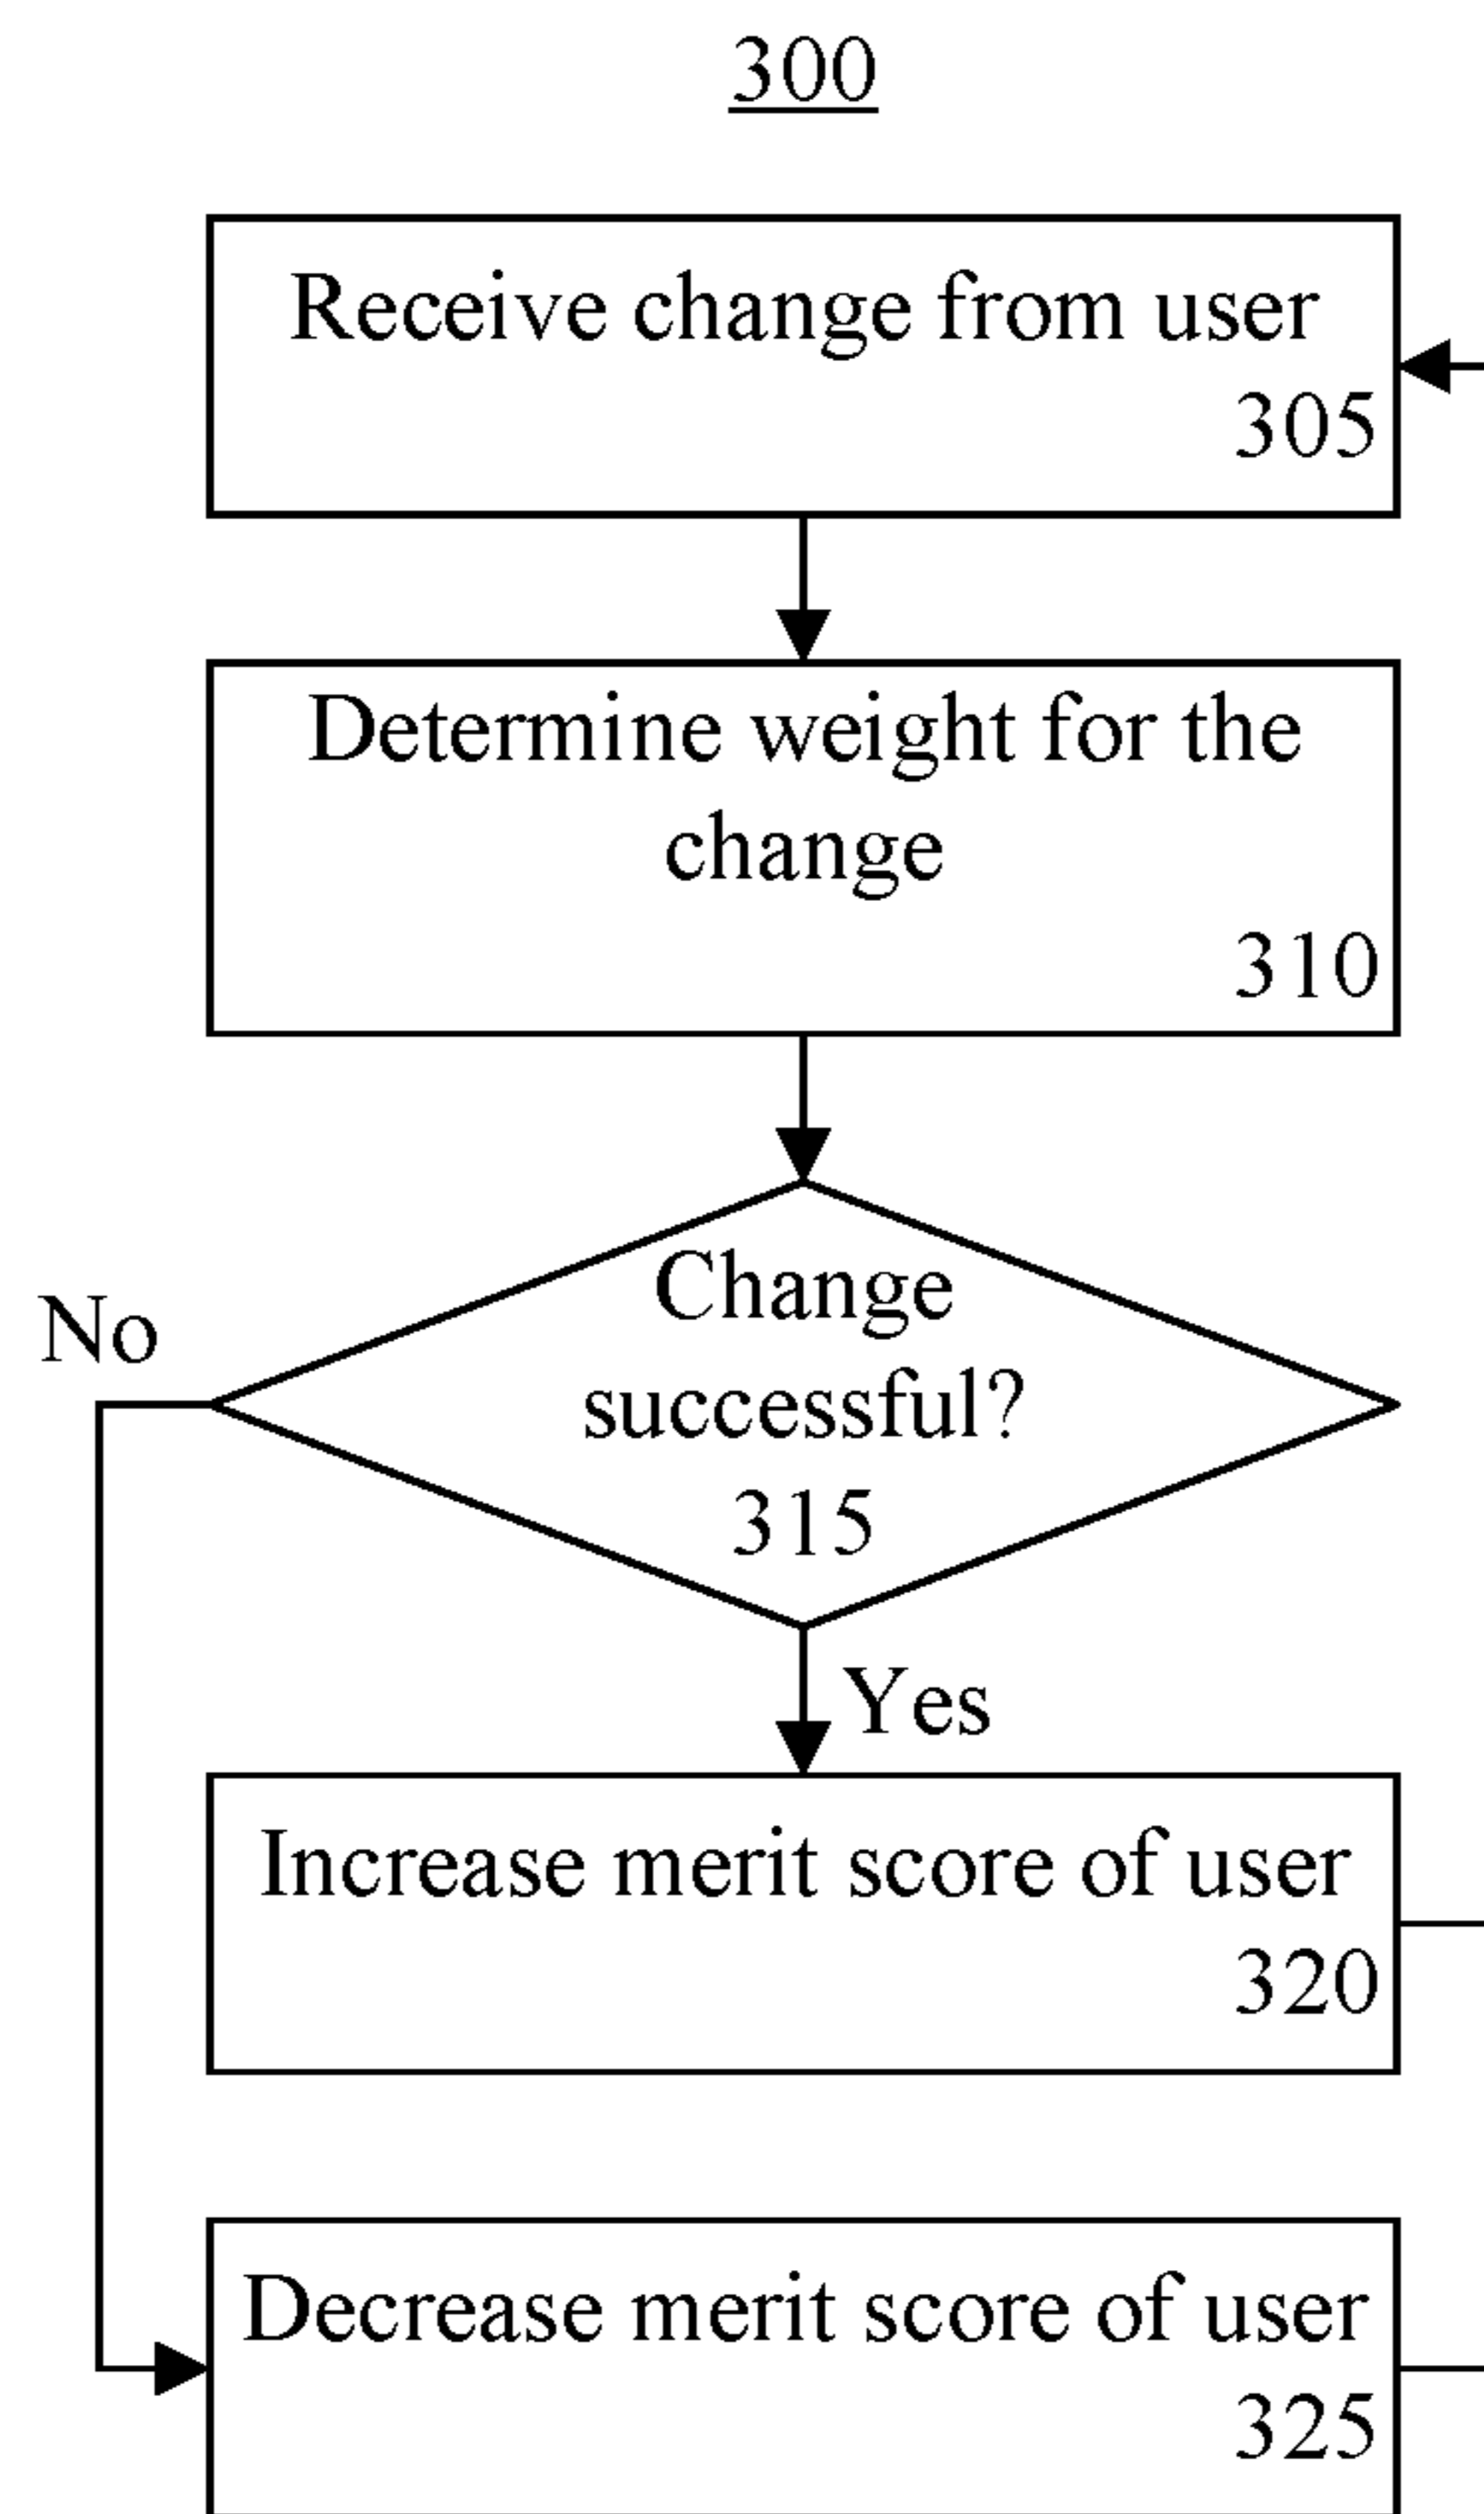 300
Receive change from user
305
Determine weight for the
change
310
Change
successful?
315
No
Yes
Increase merit score of user
320
Decrease merit score of user
325